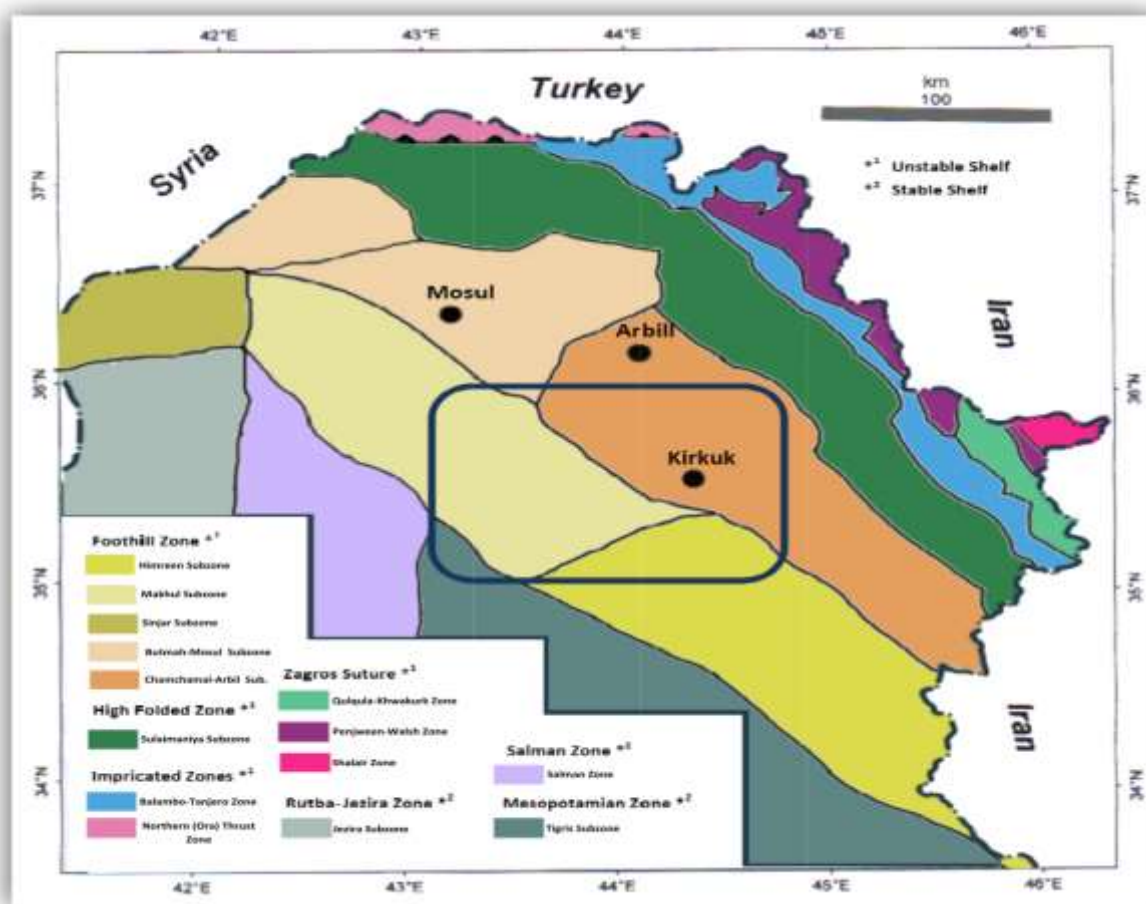 42°E 43°E 44°E 45°E 46°E
Turkey
km
100
Syria
*1 Unstable Shelf
*2 Stable Shelf
37°N
37°N
Iran
Mosul
Arbill
36°N
36°N
Kirkuk
Foothill Zone *1
Himreen Subzone
Makhul Subzone
Sinjar Subzone
Butmah-Mosul Subzone
Chamchamal-Arbil Sub.
High Folded Zone *1
Sulaimaniya Subzone
Impricated Zones *1
Balambo-Tanjero Zone
Northern (Ora) Thrust
Zone
Zagros Suture *1
Qulqula-Khwakurk Zone
Penjween-Walsh Zone
Shalair Zone
Rutba-Jezira Zone *2
Jezira Subzone
Salman Zone *2
Salman Zone
Mesopotamian Zone *2
Tigris Subzone
35°N
35°N
Iran
34°N
34°N
42°E 43°E 44°E 45°E 46°E